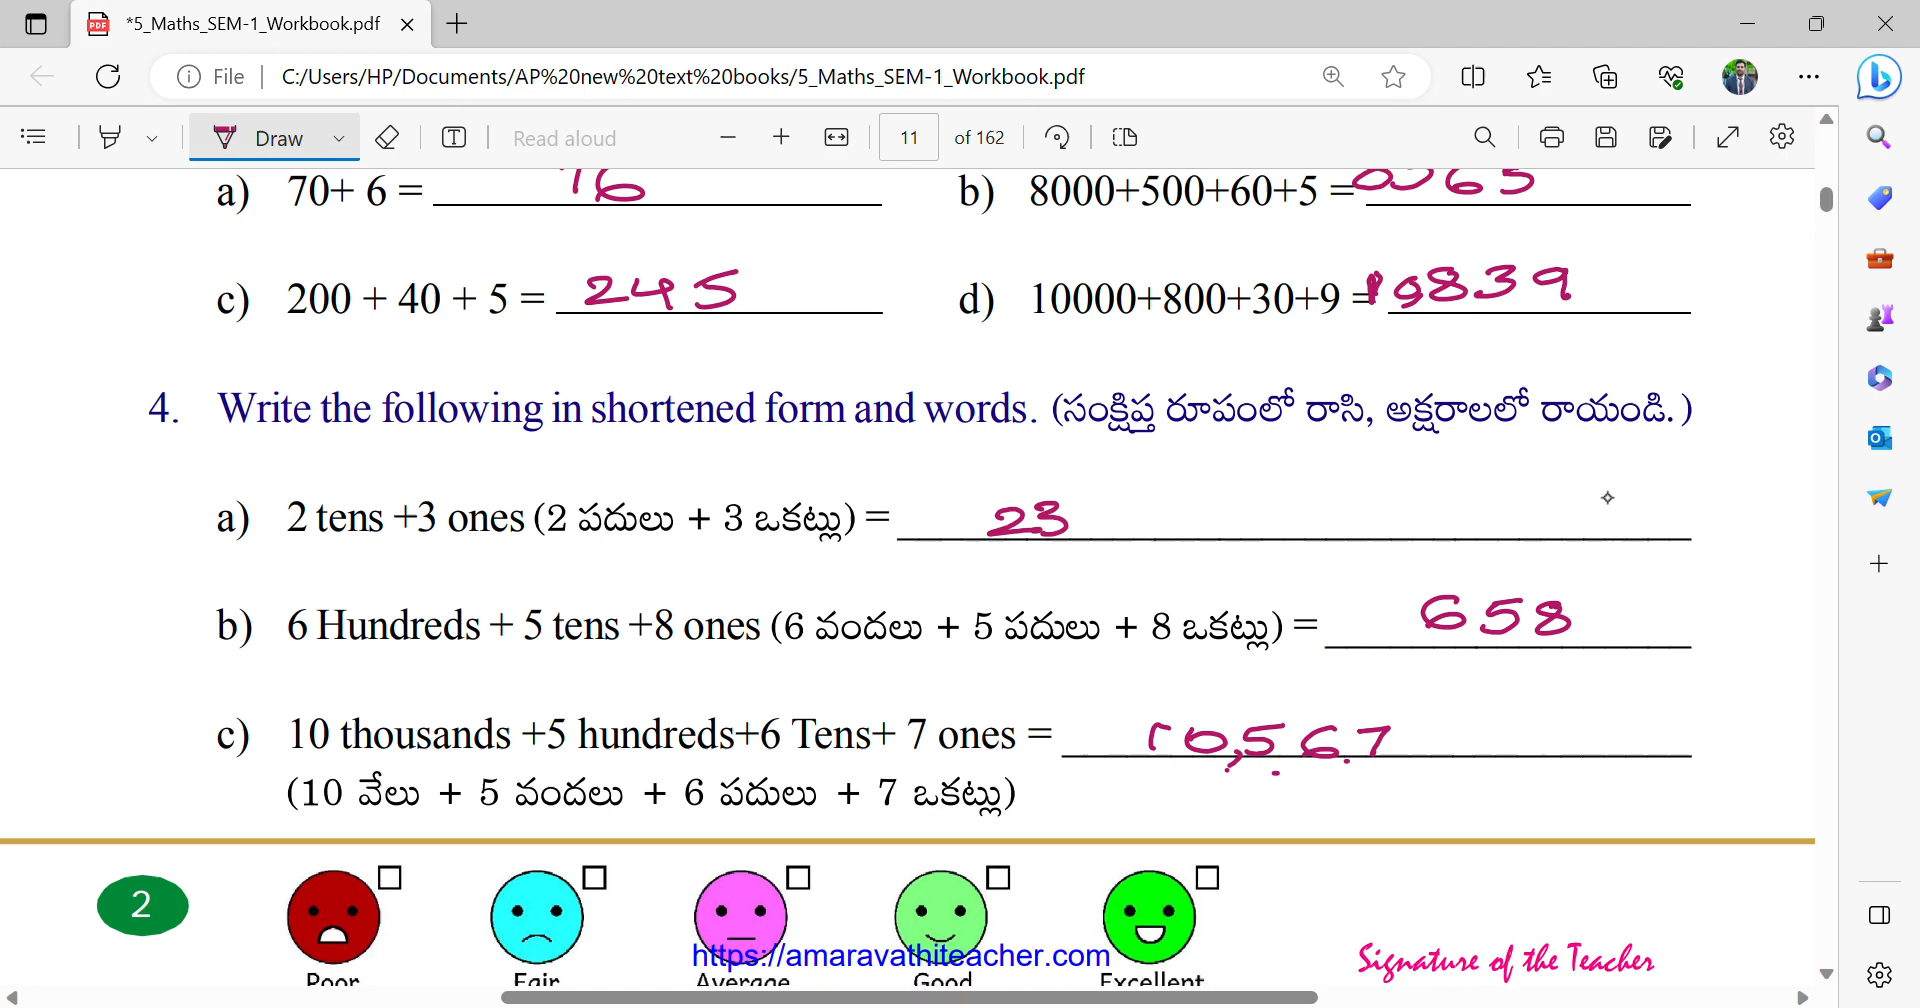 *5_Maths_SEM-1_Workbook.pdf
File C:/Users/HP/Documents/AP%20new%20text%20books/5_Maths_SEM-1_Workbook.pdf
Draw T Read aloud 11 of 162
a) 70+ 6 = 76 b) 8000+500+60+5 = 8565
c) 200 + 40 + 5 = 245 d) 10000+800+30+9 = 839
4. Write the following in shortened form and words. (సంక్షిప్త రూపంలో రాసి, అక్షరాలలో రాయండి.)
a) 2 tens +3 ones (2 పదులు + 3 ఒకట్లు) = 23
b) 6 Hundreds + 5 tens +8 ones (6 వందలు + 5 పదులు + 8 ఒకట్లు) = 658
c) 10 thousands +5 hundreds+6 Tens+ 7 ones = 10,567
(10 వేలు + 5 వందలు + 6 పదులు + 7 ఒకట్లు)
2
https://amaravathiteacher.com
Signature of the Teacher
Poor Fair Average Good Excellent